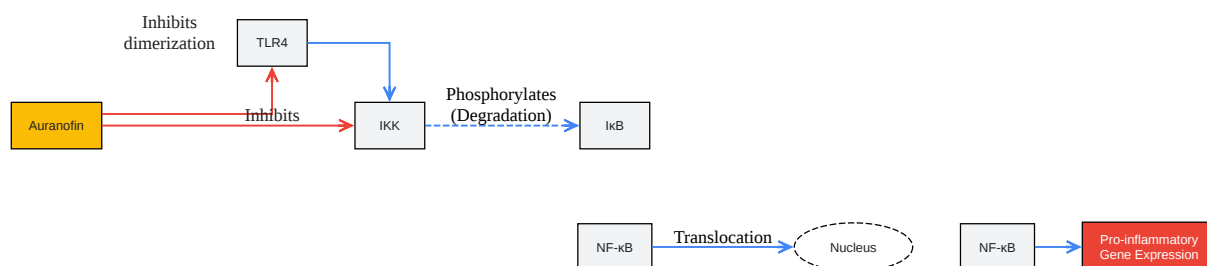 Inhibits
dimerization
TLR4
Auranofin
Inhibits
IKK
Phosphorylates
(Degradation)
IκB
NF-κB
Translocation
Nucleus
NF-κB
Pro-inflammatory
Gene Expression